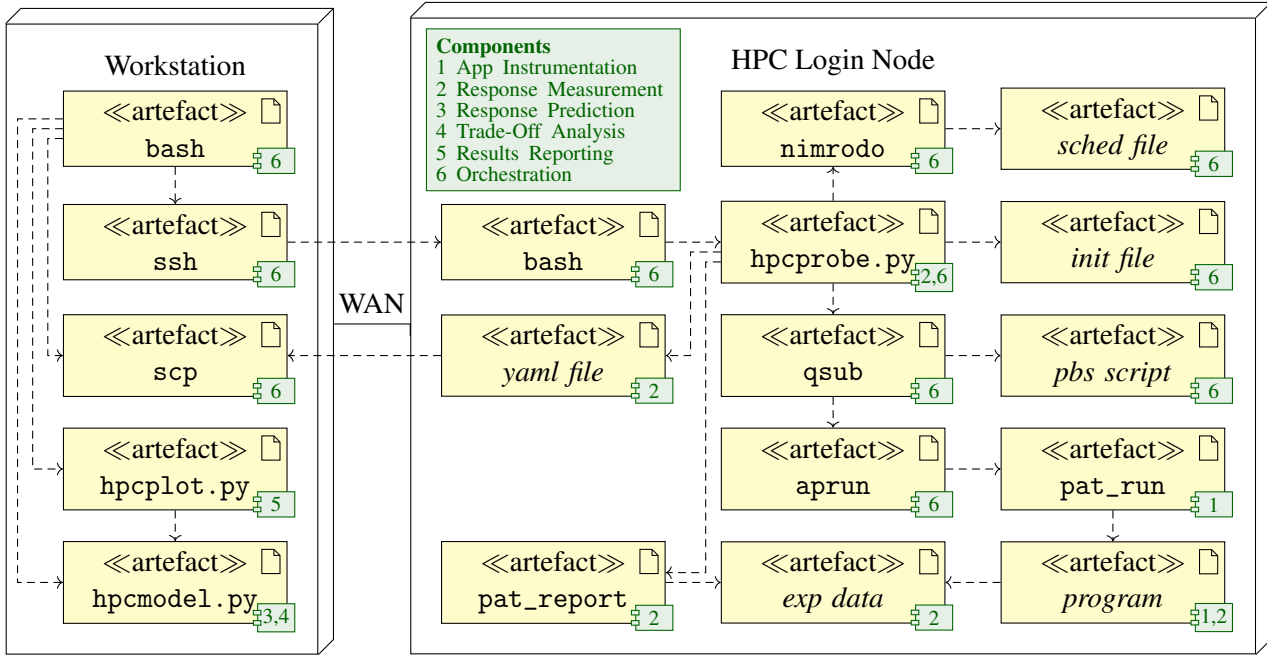 Workstation
≪artefact≫
bash
6
≪artefact≫
ssh
6
≪artefact≫
scp
6
≪artefact≫
hpcplot.py
5
≪artefact≫
hpcmodel.py
3,4
WAN
HPC Login Node
Components
1 App Instrumentation
2 Response Measurement
3 Response Prediction
4 Trade-Off Analysis
5 Results Reporting
6 Orchestration
≪artefact≫
nimrodo
6
≪artefact≫
sched file
6
≪artefact≫
bash
6
≪artefact≫
hpcprobe.py
2,6
≪artefact≫
init file
6
≪artefact≫
yaml file
2
≪artefact≫
qsub
6
≪artefact≫
pbs script
6
≪artefact≫
aprun
6
≪artefact≫
pat_run
1
≪artefact≫
pat_report
2
≪artefact≫
exp data
2
≪artefact≫
program
1,2